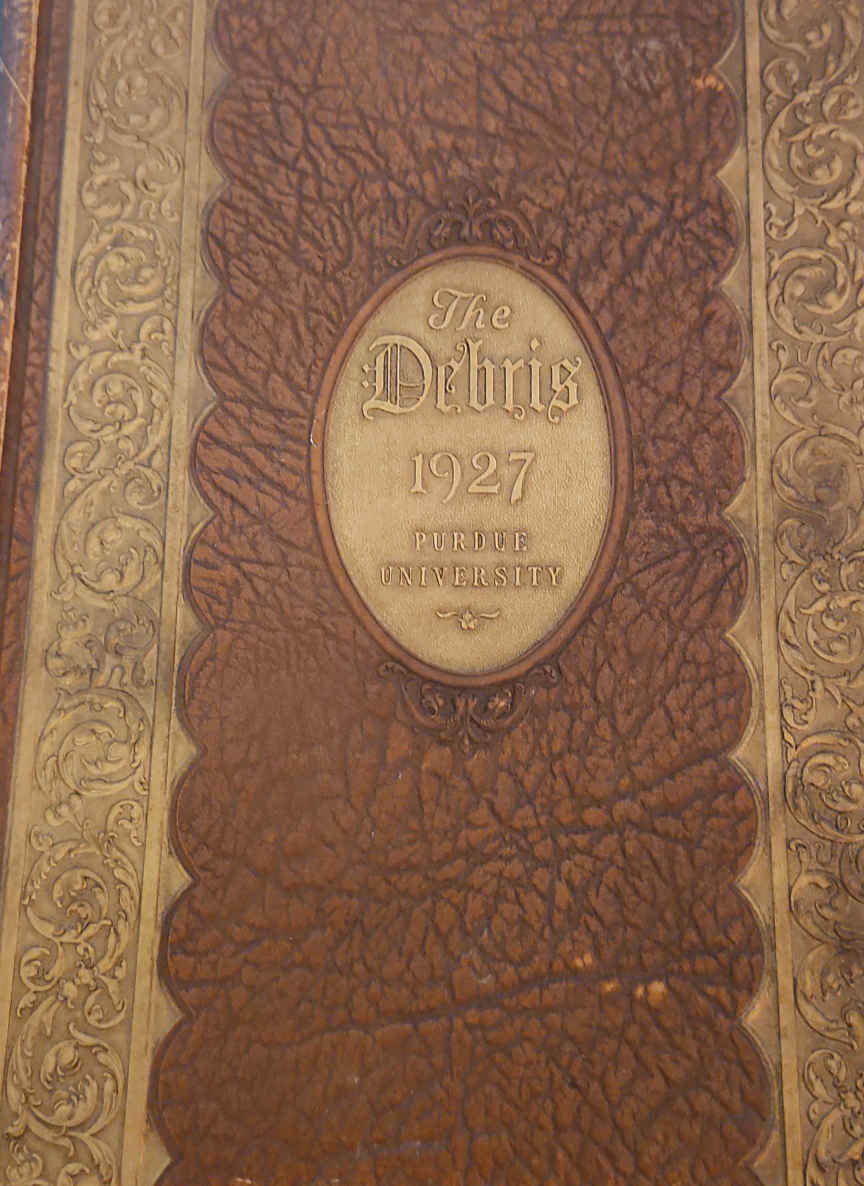 The
Debris
1927
PURDUE
UNIVERSITY